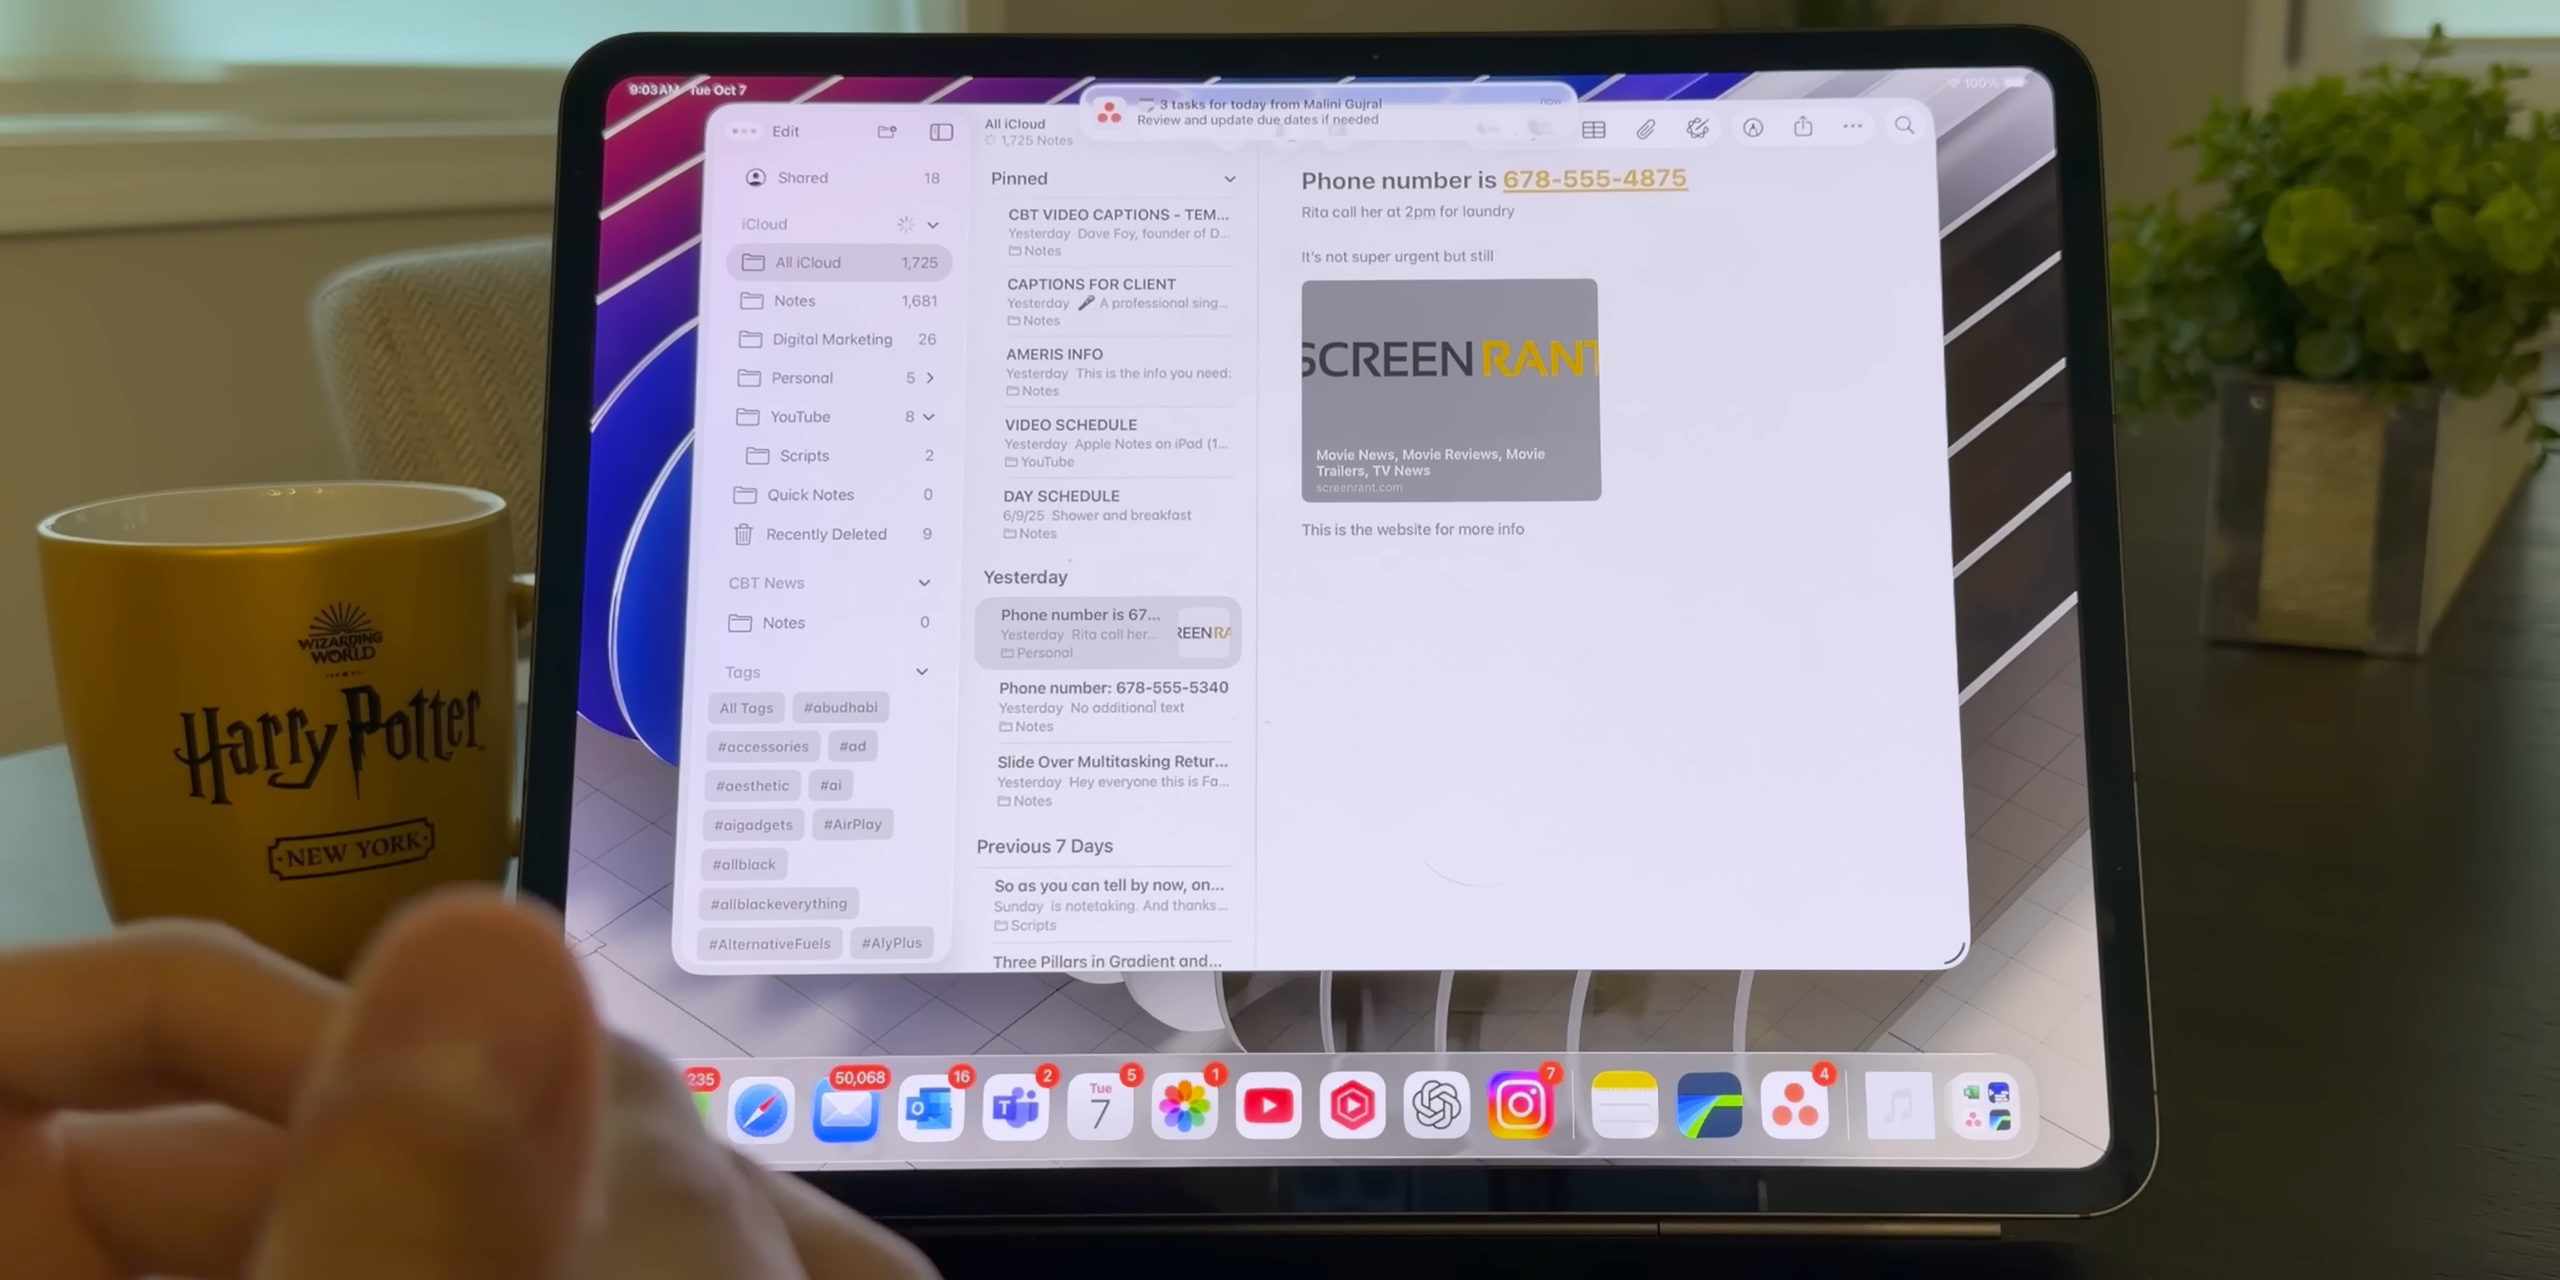 9:03 AM Tue Oct 7
100%
3 tasks for today from Malini Gujral
now
Review and update due dates if needed
Edit
Shared 18
iCloud
All iCloud 1,725
Notes 1,681
Digital Marketing 26
Personal 5
YouTube 8
Scripts 2
Quick Notes 0
Recently Deleted 9
CBT News
Notes 0
Tags
All Tags #abudhabi
#accessories #ad
#aesthetic #ai
#aigadgets #AirPlay
#allblack
#allblackeverything
#AlternativeFuels #AlyPlus
All iCloud
1,725 Notes
Pinned
CBT VIDEO CAPTIONS - TEM...
Yesterday Dave Foy, founder of D...
Notes
CAPTIONS FOR CLIENT
Yesterday 🎤 A professional sing...
Notes
AMERIS INFO
Yesterday This is the info you need:
Notes
VIDEO SCHEDULE
Yesterday Apple Notes on iPad (1...
YouTube
DAY SCHEDULE
6/9/25 Shower and breakfast
Notes
Yesterday
Phone number is 67...
Yesterday Rita call her...
Personal
REENRA
Phone number: 678-555-5340
Yesterday No additional text
Notes
Slide Over Multitasking Retur...
Yesterday Hey everyone this is Fa...
Notes
Previous 7 Days
So as you can tell by now, on...
Sunday is notetaking. And thanks...
Scripts
Three Pillars in Gradient and...
Phone number is 678-555-4875
Rita call her at 2pm for laundry
It's not super urgent but still
SCREENRANT
Movie News, Movie Reviews, Movie
Trailers, TV News
screenrant.com
This is the website for more info
WIZARDING
WORLD
Harry Potter
NEW YORK
235
50,068
16
2
5
1
7
4
Tue
7